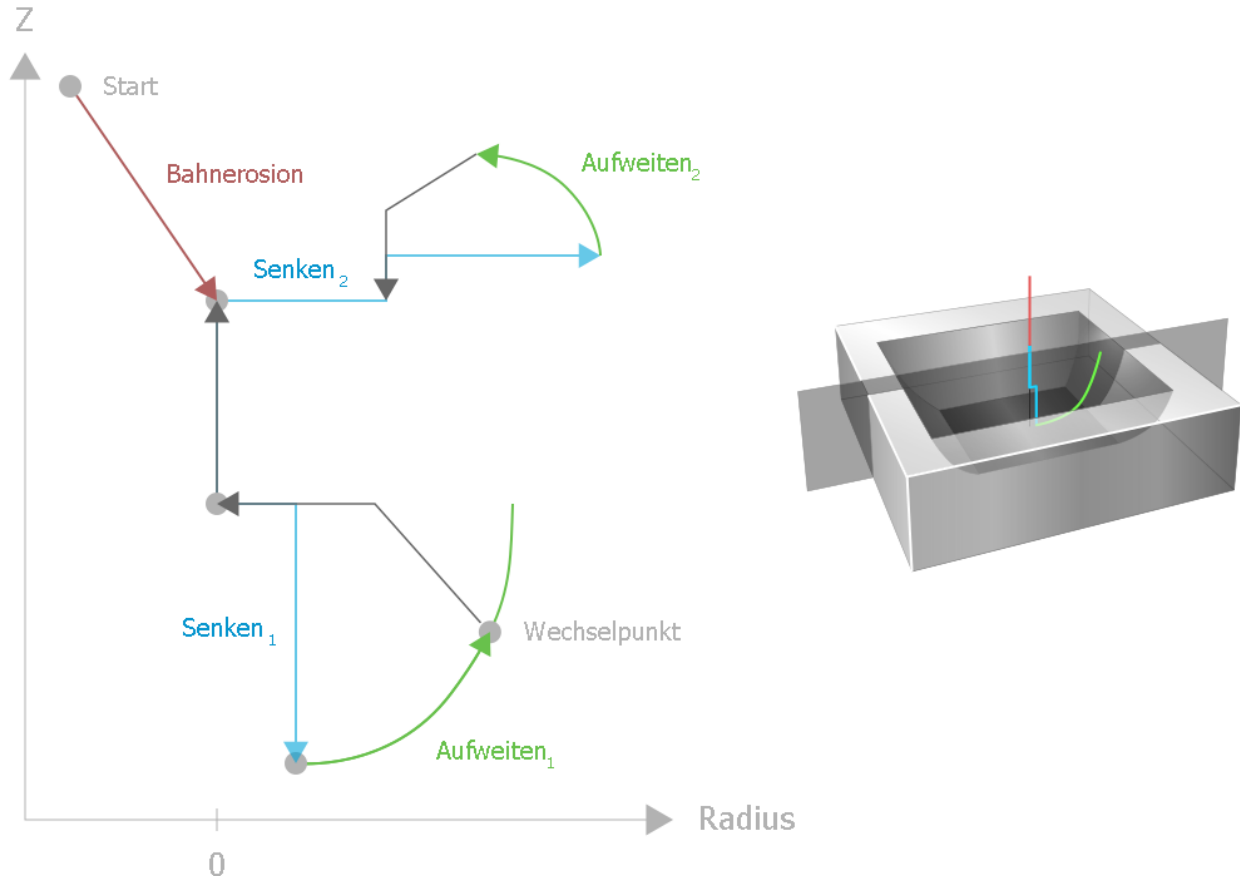 Z
Start
Bahnerosion
Aufweiten₂
Senken₂
Senken₁
Wechselpunkt
Aufweiten₁
Radius
0